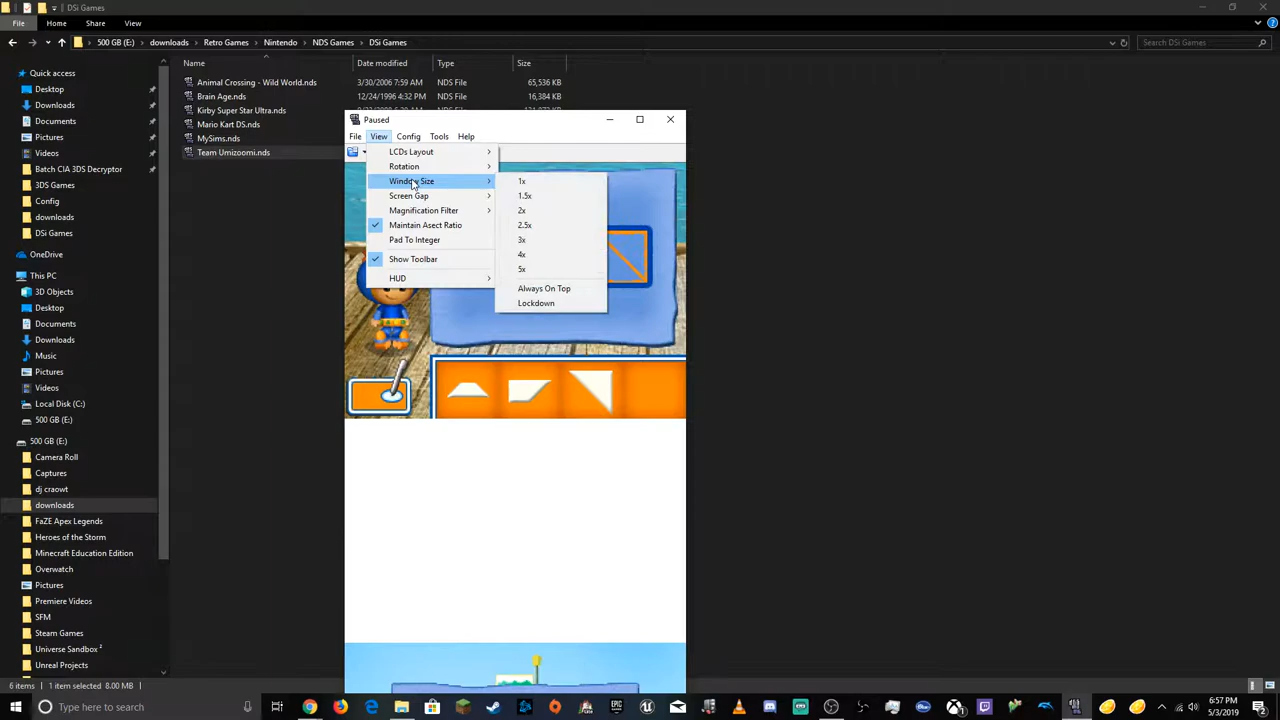 DSi Games
File Home Share View
500 GB (E:) downloads Retro Games Nintendo NDS Games DSi Games
Search DSi Games
Name Date modified Type Size
Quick access
Desktop
Downloads
Documents
Pictures
Videos
Batch CIA 3DS Decryptor
3DS Games
Config
downloads
DSi Games
OneDrive
This PC
3D Objects
Desktop
Documents
Downloads
Music
Pictures
Videos
Local Disk (C:)
500 GB (E:)
500 GB (E:)
Camera Roll
Captures
dj craowt
downloads
FaZE Apex Legends
Heroes of the Storm
Minecraft Education Edition
Overwatch
Pictures
Premiere Videos
SFM
Steam Games
Universe Sandbox ²
Unreal Projects
Animal Crossing - Wild World.nds 3/30/2006 7:59 AM NDS File 65,536 KB
Brain Age.nds 12/24/1996 4:32 PM NDS File 16,384 KB
Kirby Super Star Ultra.nds
Mario Kart DS.nds
MySims.nds
Team Umizoomi.nds
Paused
File View Config Tools Help
LCDs Layout
Rotation
Window Size
Screen Gap
Magnification Filter
Maintain Asect Ratio
Pad To Integer
Show Toolbar
HUD
1x
1.5x
2x
2.5x
3x
4x
5x
Always On Top
Lockdown
6 items 1 item selected 8.00 MB
Type here to search
6:57 PM
5/3/2019